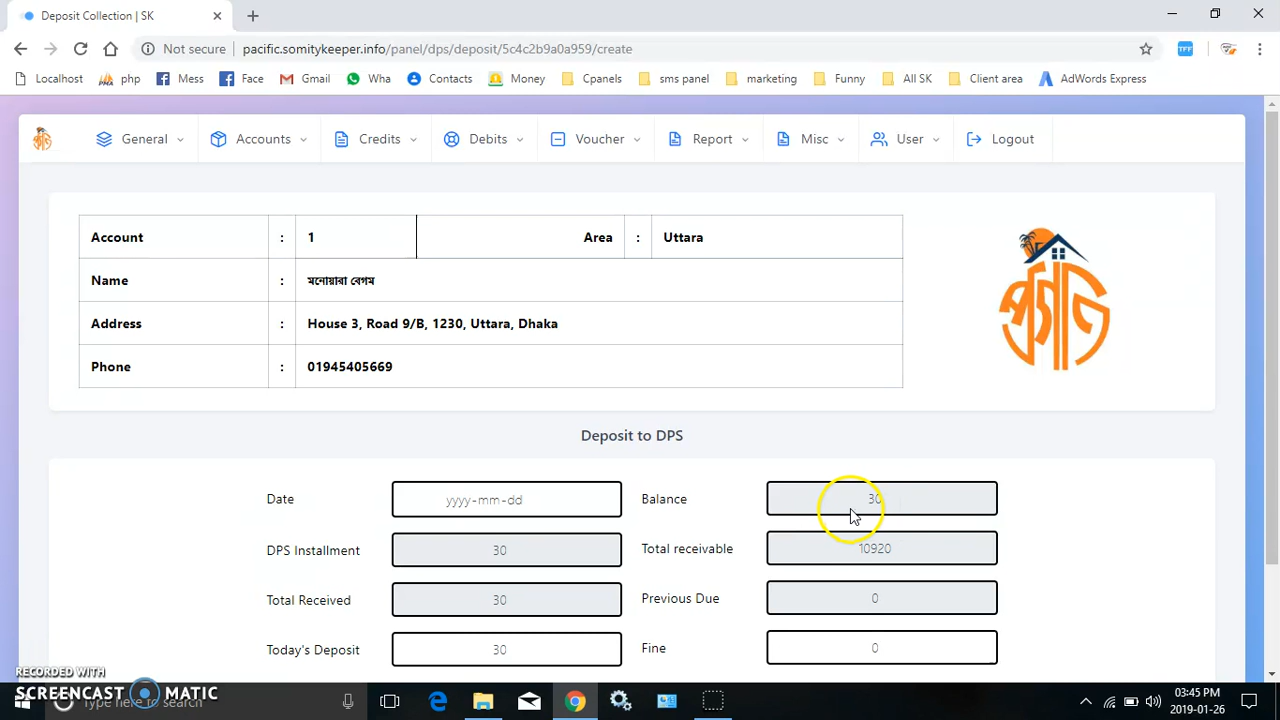 Deposit Collection | SK
Not secure pacific.somitykeeper.info/panel/dps/deposit/5c4c2b9a0a959/create
Localhost php Mess Face Gmail Wha Contacts Money Cpanels sms panel marketing Funny All SK Client area AdWords Express
General Accounts Credits Debits Voucher Report Misc User Logout
Account : 1 Area : Uttara
Name : মনোয়ারা বেগম
Address : House 3, Road 9/B, 1230, Uttara, Dhaka
Phone : 01945405669
Deposit to DPS
Date yyyy-mm-dd Balance 30
DPS Installment 30 Total receivable 10920
Total Received 30 Previous Due 0
Today's Deposit 30 Fine 0
RECORDED WITH
SCREENCAST MATIC
Type here to search
03:45 PM
2019-01-26